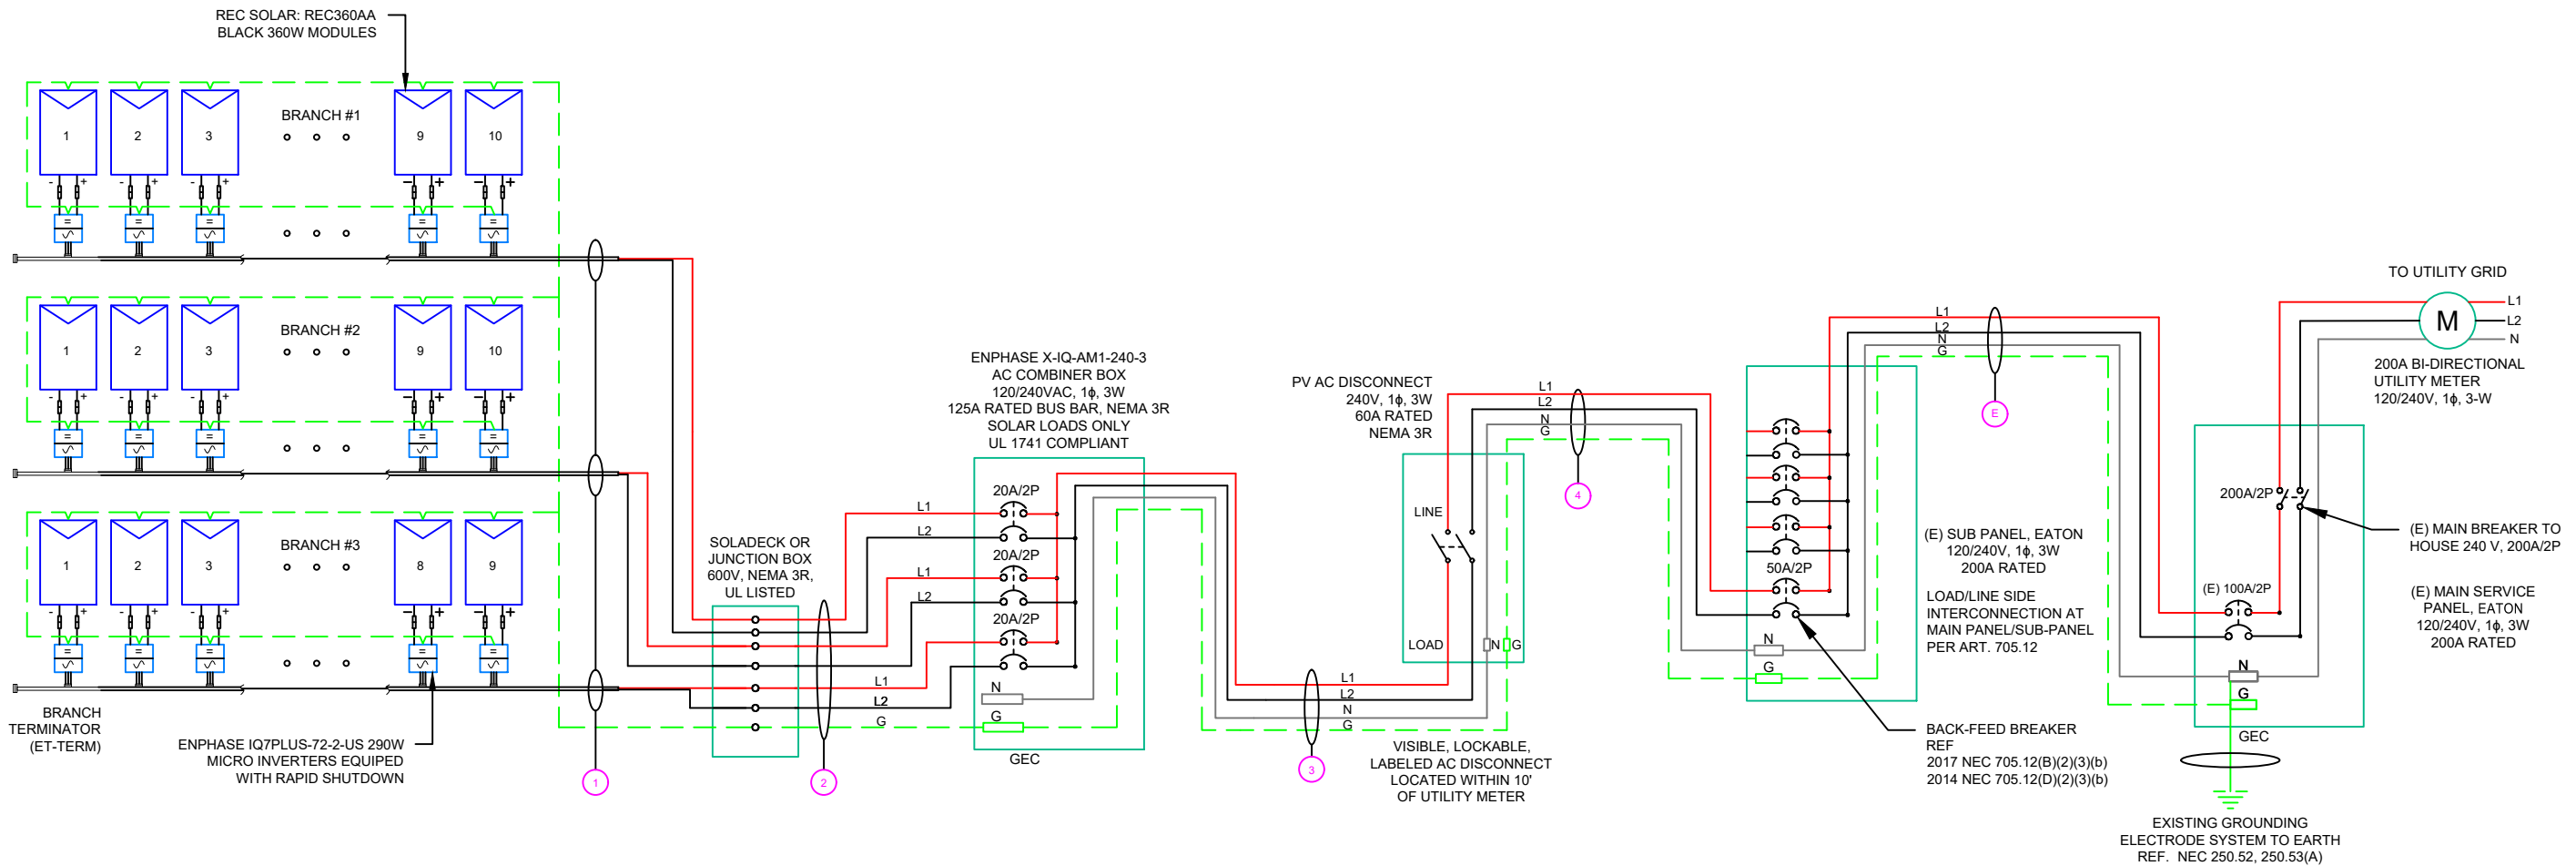 REC SOLAR: REC360AA
BLACK 360W MODULES
BRANCH #1
1
2
3
9
10
- +
- +
- +
- +
- +
=
=
=
=
=
BRANCH #2
1
2
3
9
10
- +
- +
- +
- +
- +
=
=
=
=
=
BRANCH #3
1
2
3
8
9
- +
- +
- +
- +
- +
=
=
=
=
=
BRANCH
TERMINATOR
(ET-TERM)
ENPHASE IQ7PLUS-72-2-US 290W
MICRO INVERTERS EQUIPED
WITH RAPID SHUTDOWN
1
SOLADECK OR
JUNCTION BOX
600V, NEMA 3R,
UL LISTED
2
L1
L2
L1
L2
L1
L2
G
ENPHASE X-IQ-AM1-240-3
AC COMBINER BOX
120/240VAC, 1ϕ, 3W
125A RATED BUS BAR, NEMA 3R
SOLAR LOADS ONLY
UL 1741 COMPLIANT
20A/2P
20A/2P
20A/2P
N
G
GEC
L1
L2
N
G
3
PV AC DISCONNECT
240V, 1ϕ, 3W
60A RATED
NEMA 3R
LINE
LOAD
N
G
VISIBLE, LOCKABLE,
LABELED AC DISCONNECT
LOCATED WITHIN 10'
OF UTILITY METER
L1
L2
N
G
4
50A/2P
N
G
(E) SUB PANEL, EATON
120/240V, 1ϕ, 3W
200A RATED
LOAD/LINE SIDE
INTERCONNECTION AT
MAIN PANEL/SUB-PANEL
PER ART. 705.12
BACK-FEED BREAKER
REF
2017 NEC 705.12(B)(2)(3)(b)
2014 NEC 705.12(D)(2)(3)(b)
L1
L2
N
G
E
TO UTILITY GRID
M
L1
L2
N
200A BI-DIRECTIONAL
UTILITY METER
120/240V, 1ϕ, 3-W
200A/2P
(E) 100A/2P
N
G
GEC
(E) MAIN BREAKER TO
HOUSE 240 V, 200A/2P
(E) MAIN SERVICE
PANEL, EATON
120/240V, 1ϕ, 3W
200A RATED
EXISTING GROUNDING
ELECTRODE SYSTEM TO EARTH
REF. NEC 250.52, 250.53(A)